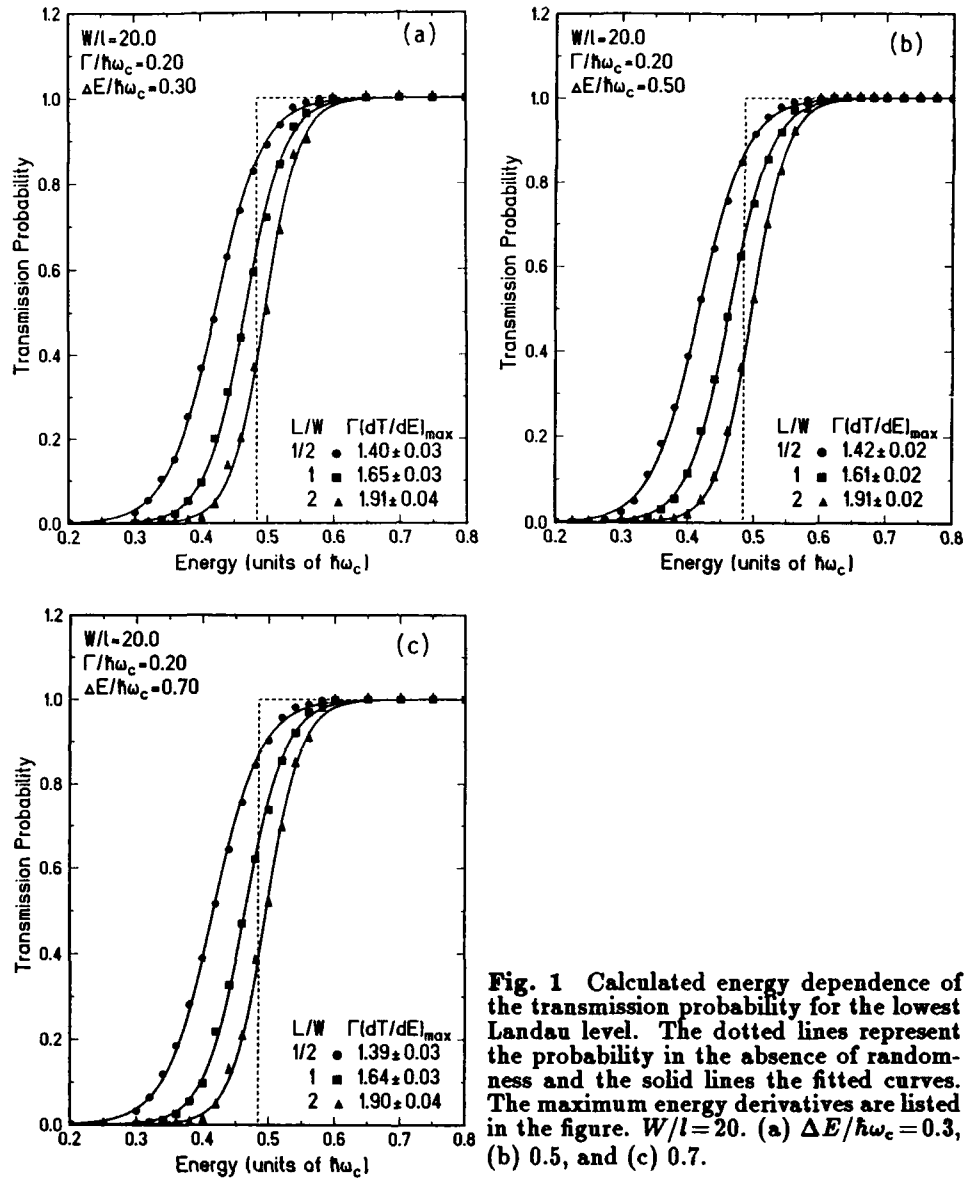 (a)
W/l=20.0
Γ/ħω_c=0.20
ΔE/ħω_c=0.30
Transmission Probability
1.2
1.0
0.8
0.6
0.4
0.2
0.0
L/W Γ(dT/dE)max
1/2 ● 1.40±0.03
1 ■ 1.65±0.03
2 ▲ 1.91±0.04
0.2 0.3 0.4 0.5 0.6 0.7 0.8
Energy (units of ħω_c)
(b)
W/l=20.0
Γ/ħω_c=0.20
ΔE/ħω_c=0.50
Transmission Probability
1.2
1.0
0.8
0.6
0.4
0.2
0.0
L/W Γ(dT/dE)max
1/2 ● 1.42±0.02
1 ■ 1.61±0.02
2 ▲ 1.91±0.02
0.2 0.3 0.4 0.5 0.6 0.7 0.8
Energy (units of ħω_c)
(c)
W/l=20.0
Γ/ħω_c=0.20
ΔE/ħω_c=0.70
Transmission Probability
1.2
1.0
0.8
0.6
0.4
0.2
0.0
L/W Γ(dT/dE)max
1/2 ● 1.39±0.03
1 ■ 1.64±0.03
2 ▲ 1.90±0.04
0.2 0.3 0.4 0.5 0.6 0.7 0.8
Energy (units of ħω_c)
Fig. 1 Calculated energy dependence of
the transmission probability for the lowest
Landau level. The dotted lines represent
the probability in the absence of random-
ness and the solid lines the fitted curves.
The maximum energy derivatives are listed
in the figure. W/l=20. (a) ΔE/ħω_c=0.3,
(b) 0.5, and (c) 0.7.